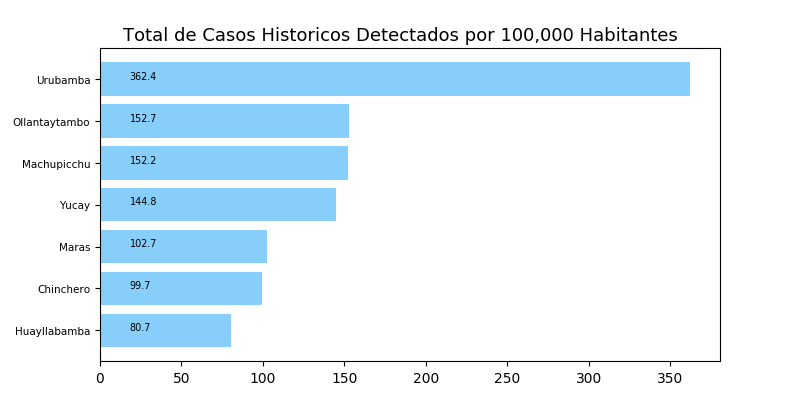 Total de Casos Historicos Detectados por 100,000 Habitantes
Urubamba 362.4
Ollantaytambo 152.7
Machupicchu 152.2
Yucay 144.8
Maras 102.7
Chinchero 99.7
Huayllabamba 80.7
0 50 100 150 200 250 300 350